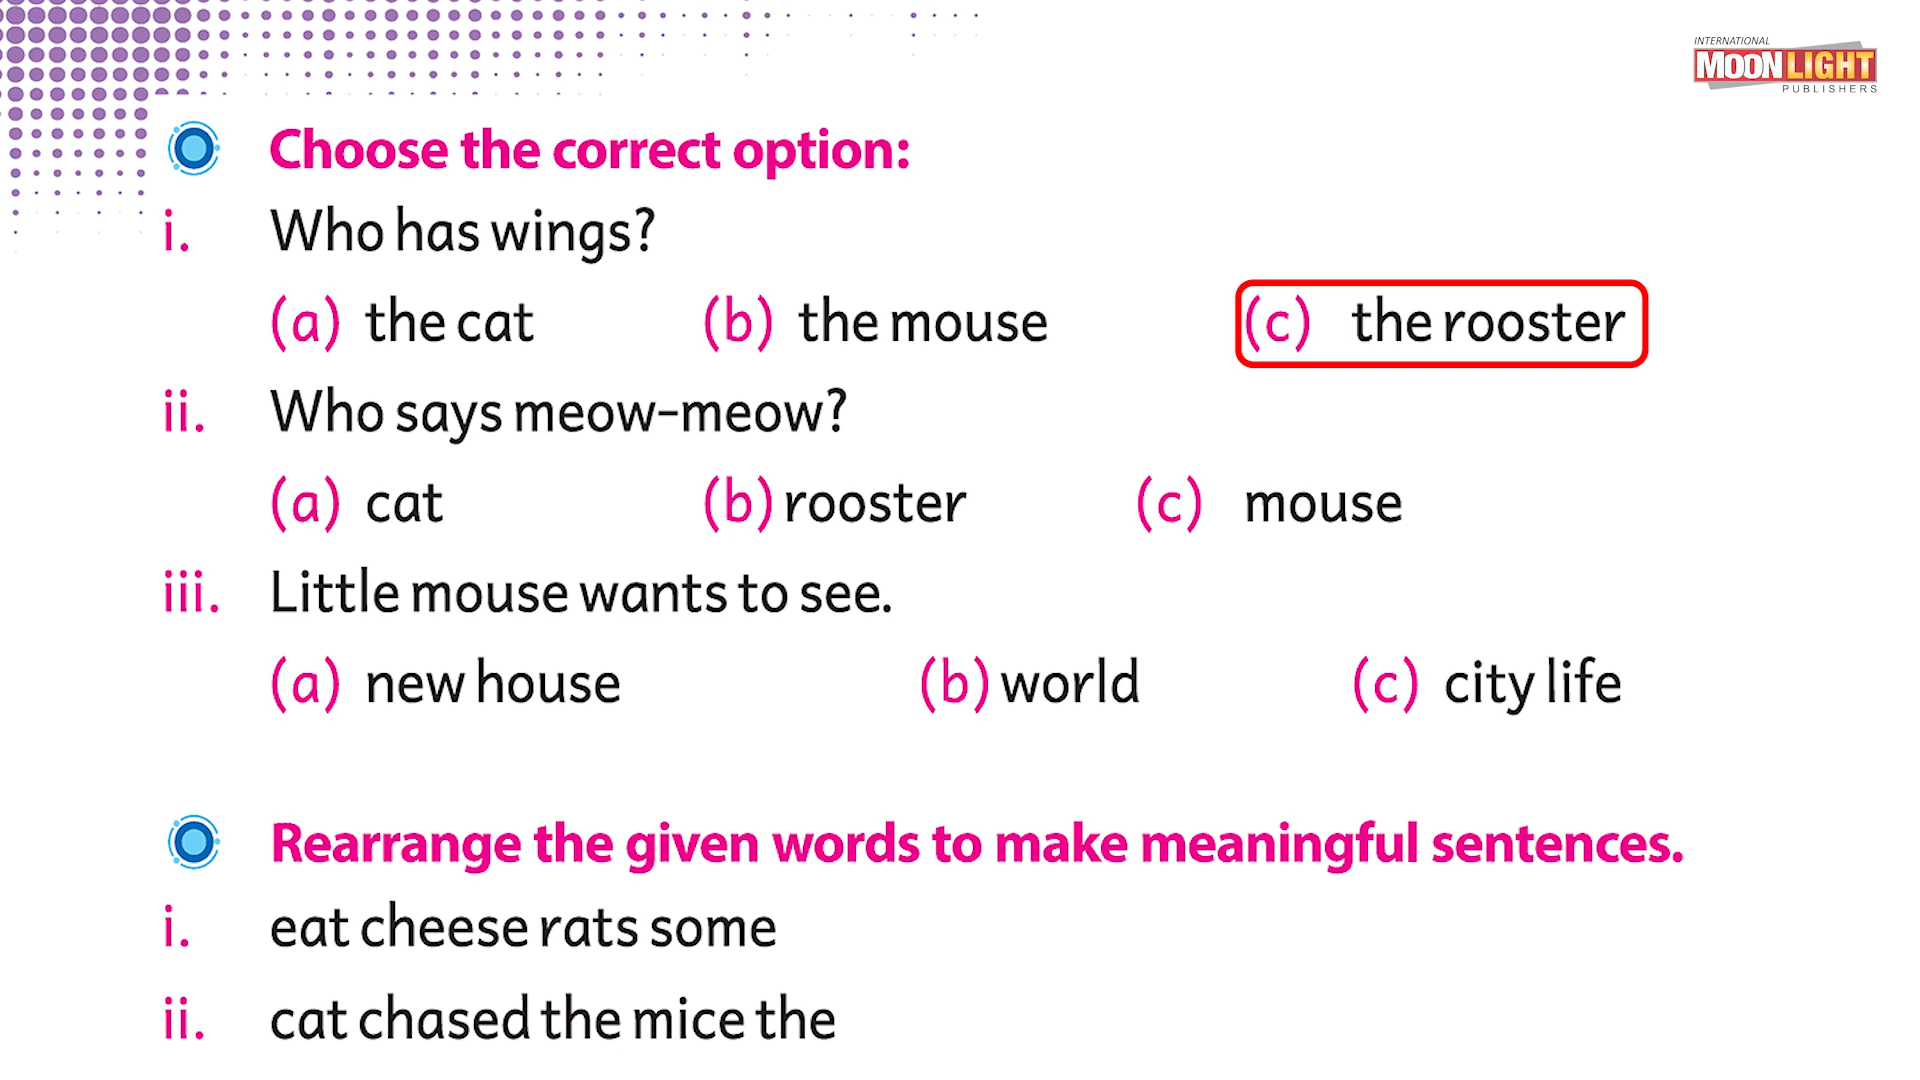 INTERNATIONAL
MOONLIGHT
PUBLISHERS
Choose the correct option:
i. Who has wings?
(a) the cat (b) the mouse (c) the rooster
ii. Who says meow-meow?
(a) cat (b) rooster (c) mouse
iii. Little mouse wants to see.
(a) new house (b) world (c) city life
Rearrange the given words to make meaningful sentences.
i. eat cheese rats some
ii. cat chased the mice the